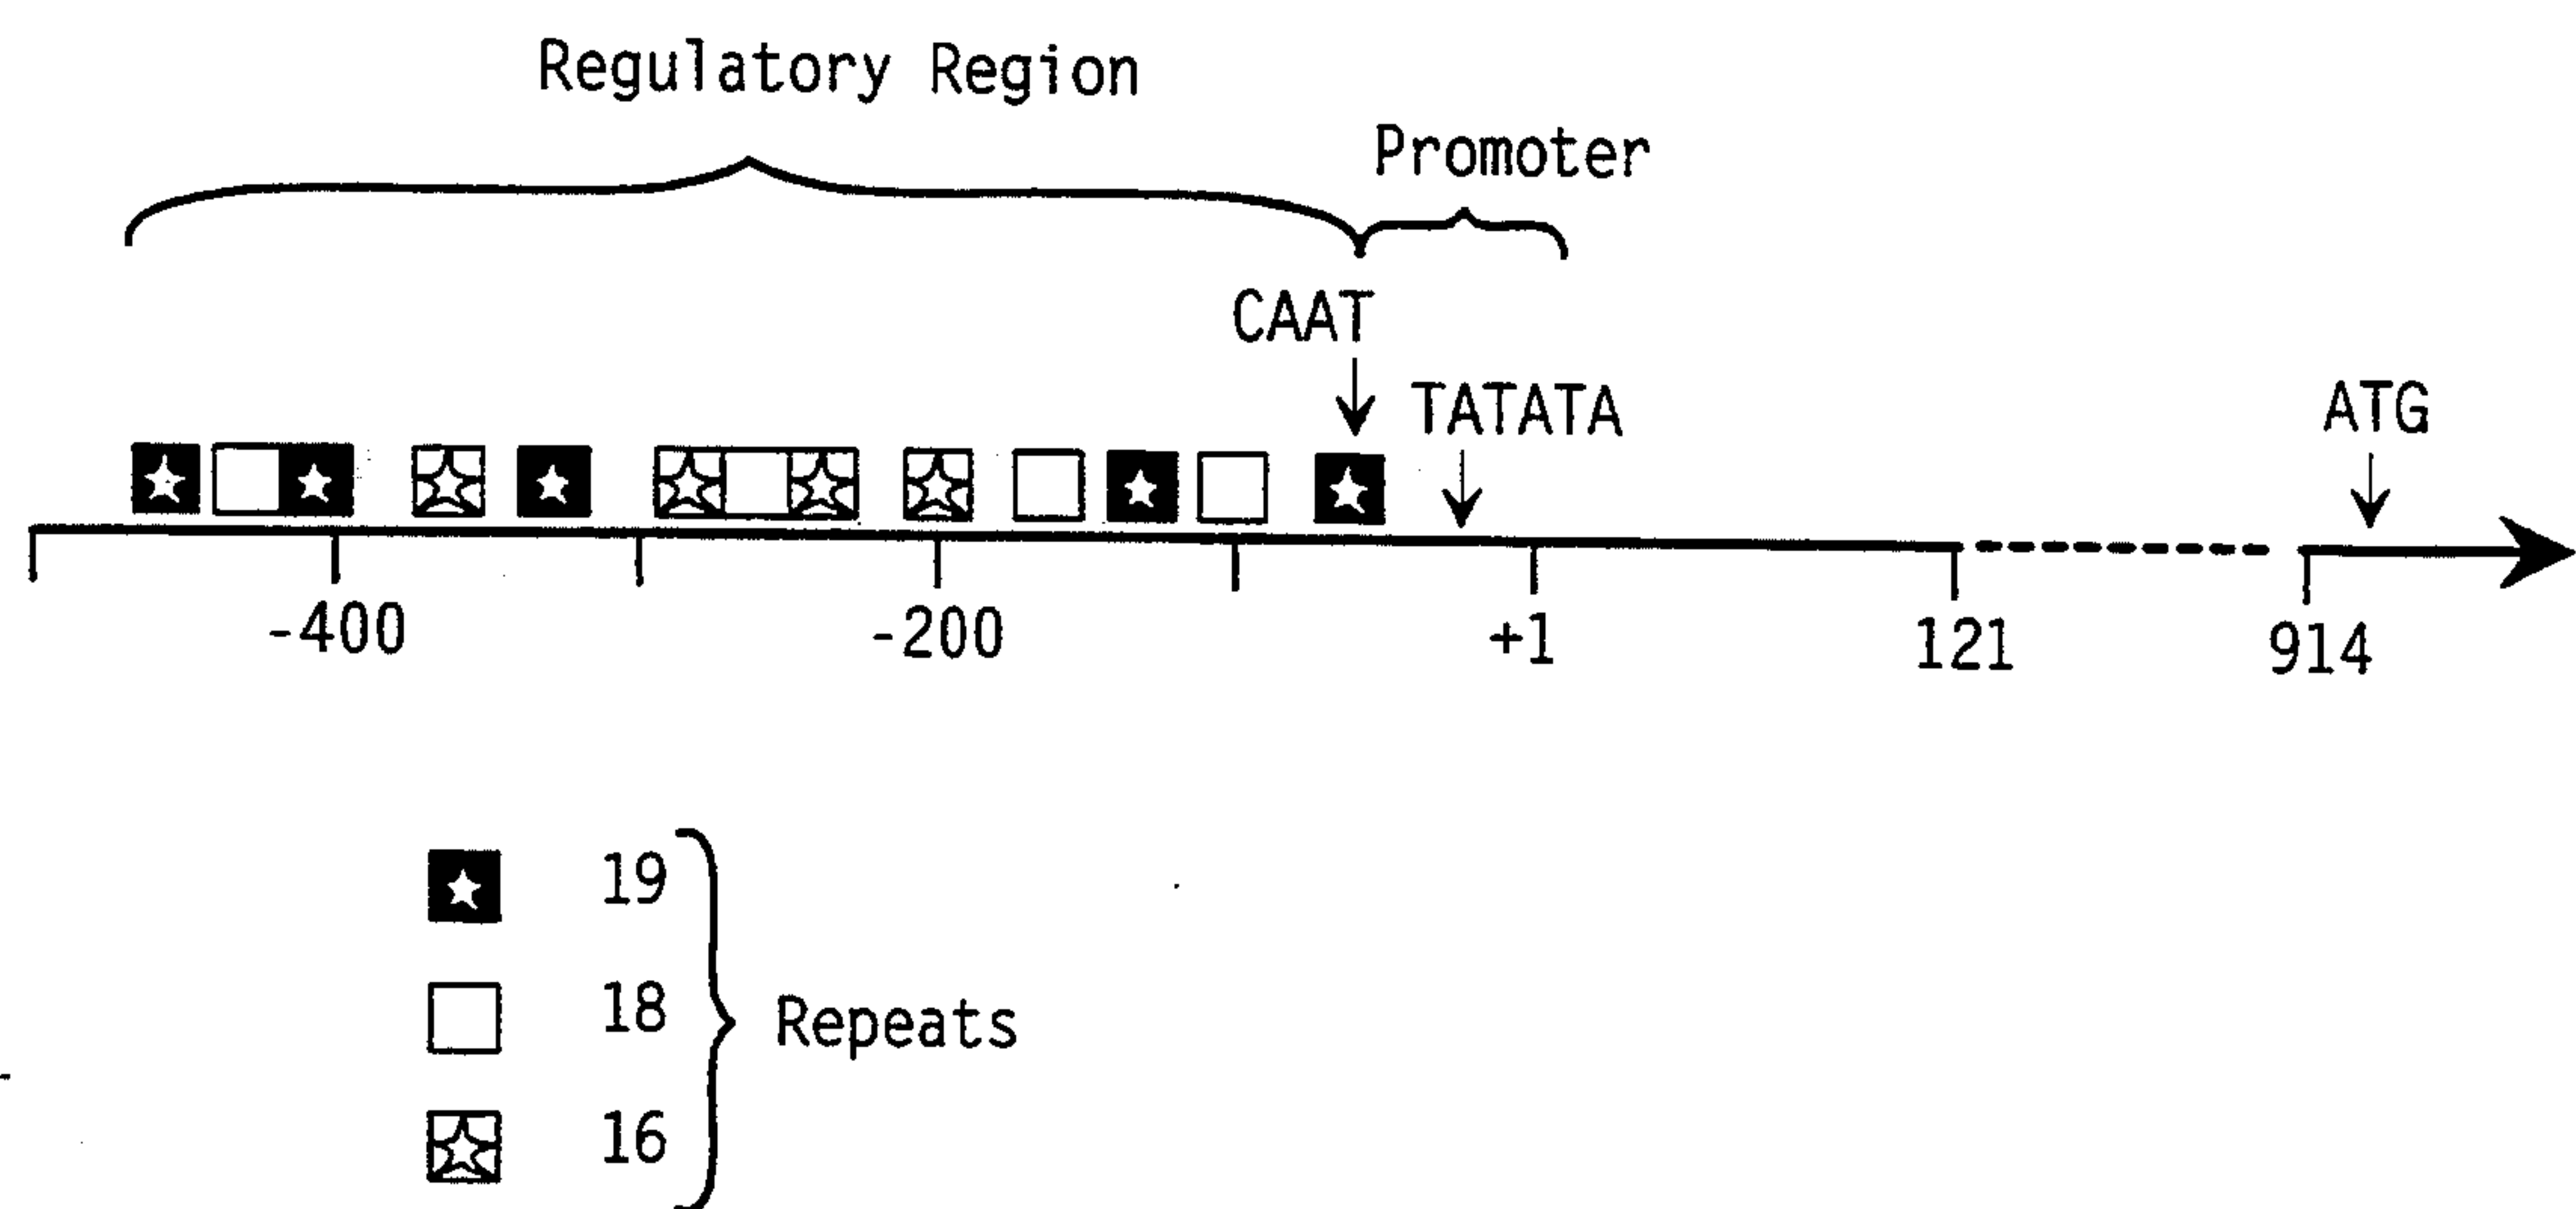 Regulatory Region
Promoter
CAAT
TATATA
ATG
-400
-200
+1
121
914
19
18
Repeats
16